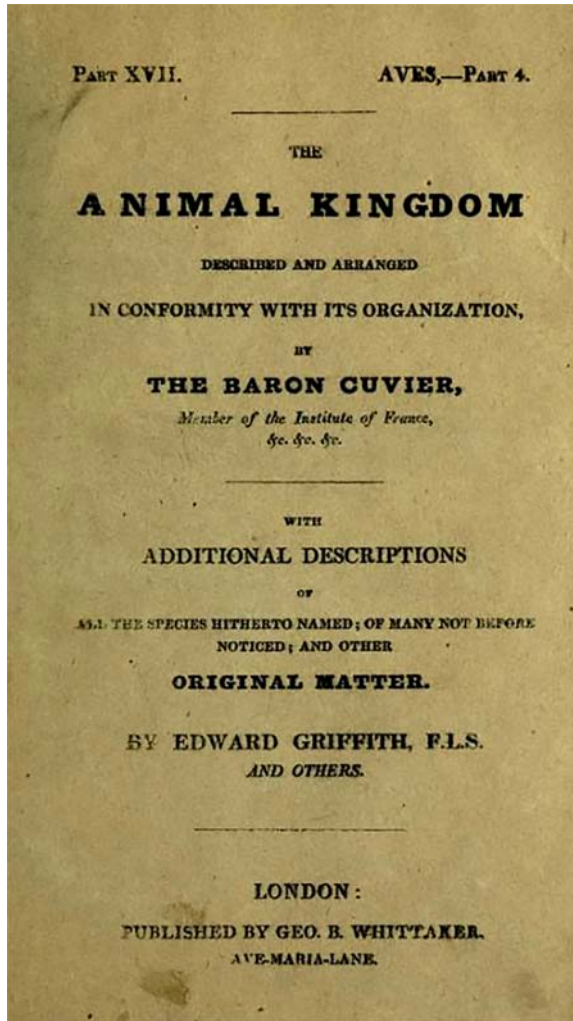 PART XVII. AVES,—PART 4.
THE
ANIMAL KINGDOM
DESCRIBED AND ARRANGED
IN CONFORMITY WITH ITS ORGANIZATION,
BY
THE BARON CUVIER,
Member of the Institute of France,
&c. &c. &c.
WITH
ADDITIONAL DESCRIPTIONS
OF
ALL THE SPECIES HITHERTO NAMED; OF MANY NOT BEFORE
NOTICED; AND OTHER
ORIGINAL MATTER.
BY EDWARD GRIFFITH, F.L.S.
AND OTHERS.
LONDON:
PUBLISHED BY GEO. B. WHITTAKER,
AVE-MARIA-LANE.